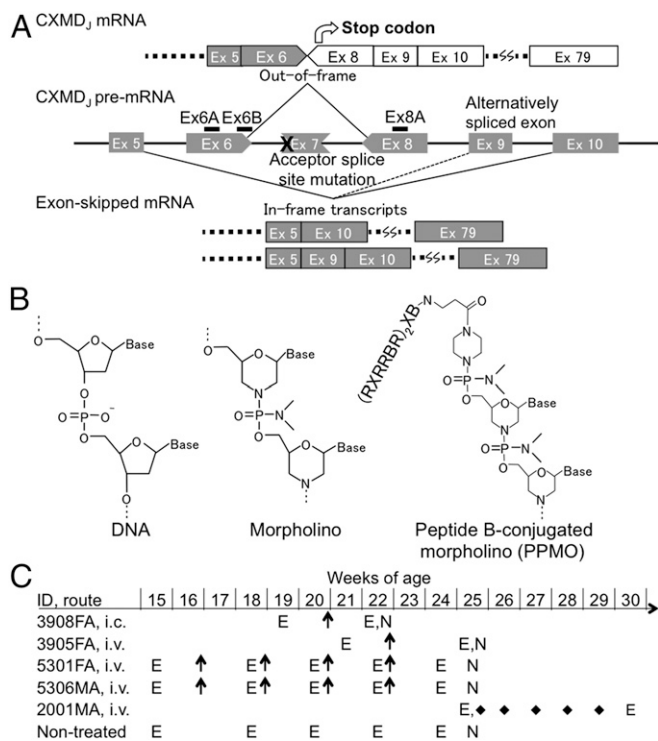 A
CXMD_J mRNA
Stop codon
Ex 5 Ex 6 Ex 8 Ex 9 Ex 10 Ex 79
Out-of-frame
CXMD_J pre-mRNA
Alternatively
spliced exon
Ex6A Ex6B Ex8A
Ex 5 Ex 6 X Ex 7 Ex 8 Ex 9 Ex 10
Acceptor splice
site mutation
Exon-skipped mRNA
In-frame transcripts
Ex 5 Ex 10 Ex 79
Ex 5 Ex 9 Ex 10 Ex 79
B
O O Base
O
O=P-O⁻
O
O Base
O
DNA
O O Base
N
O=P-N
O
O Base
N
Morpholino
(RXRRBR)₂XB
N O
N
N
O=P-N
O O Base
N
O=P-N
O O Base
N
Peptide B-conjugated
morpholino (PPMO)
C
Weeks of age
ID, route 15 16 17 18 19 20 21 22 23 24 25 26 27 28 29 30
3908FA, i.c. E ↑ E,N
3905FA, i.v. E ↑ E,N
5301FA, i.v. E ↑ E ↑ E ↑ E ↑ E N
5306MA, i.v. E ↑ E ↑ E ↑ E ↑ E N
2001MA, i.v. E,◆ ◆ ◆ ◆ ◆ E
Non-treated E E E E E N